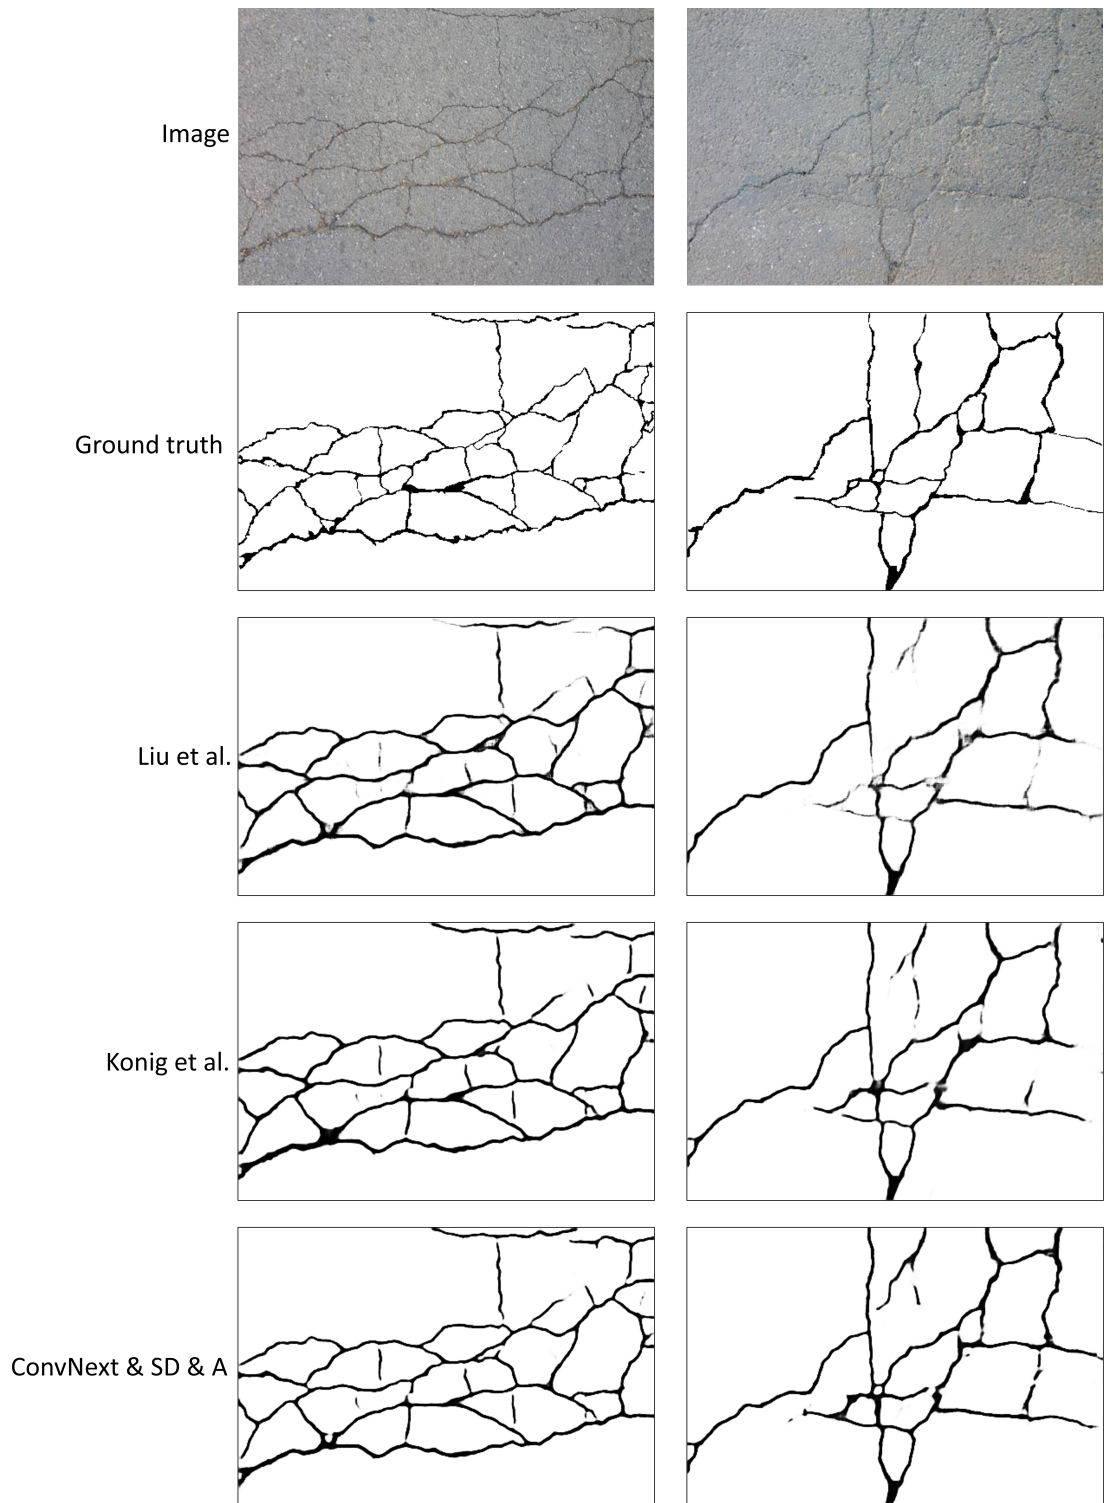 Image
Ground truth
Liu et al.
Konig et al.
ConvNext & SD & A